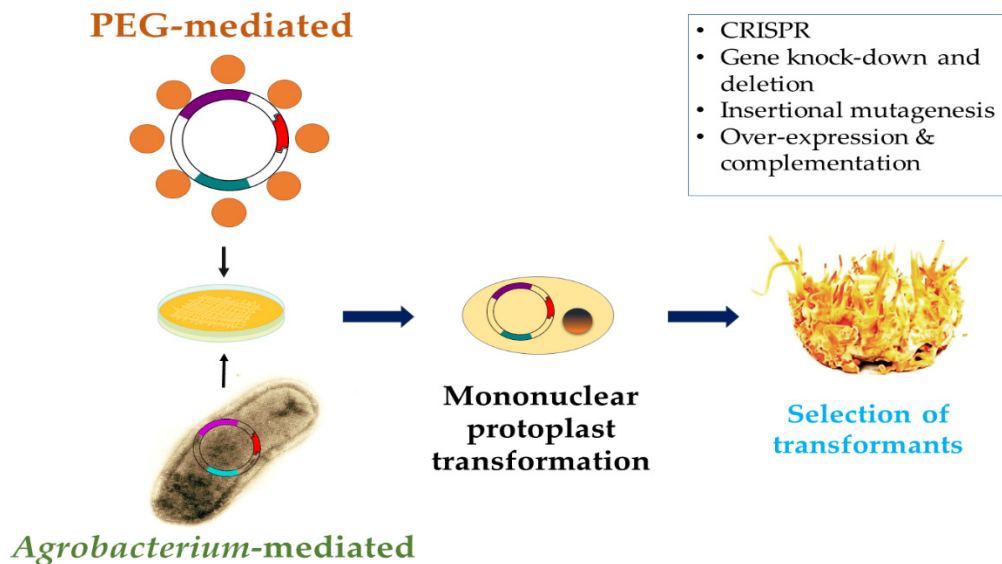 PEG-mediated
• CRISPR
• Gene knock-down and
deletion
• Insertional mutagenesis
• Over-expression &
complementation
Mononuclear
protoplast
transformation
Selection of
transformants
Agrobacterium-mediated